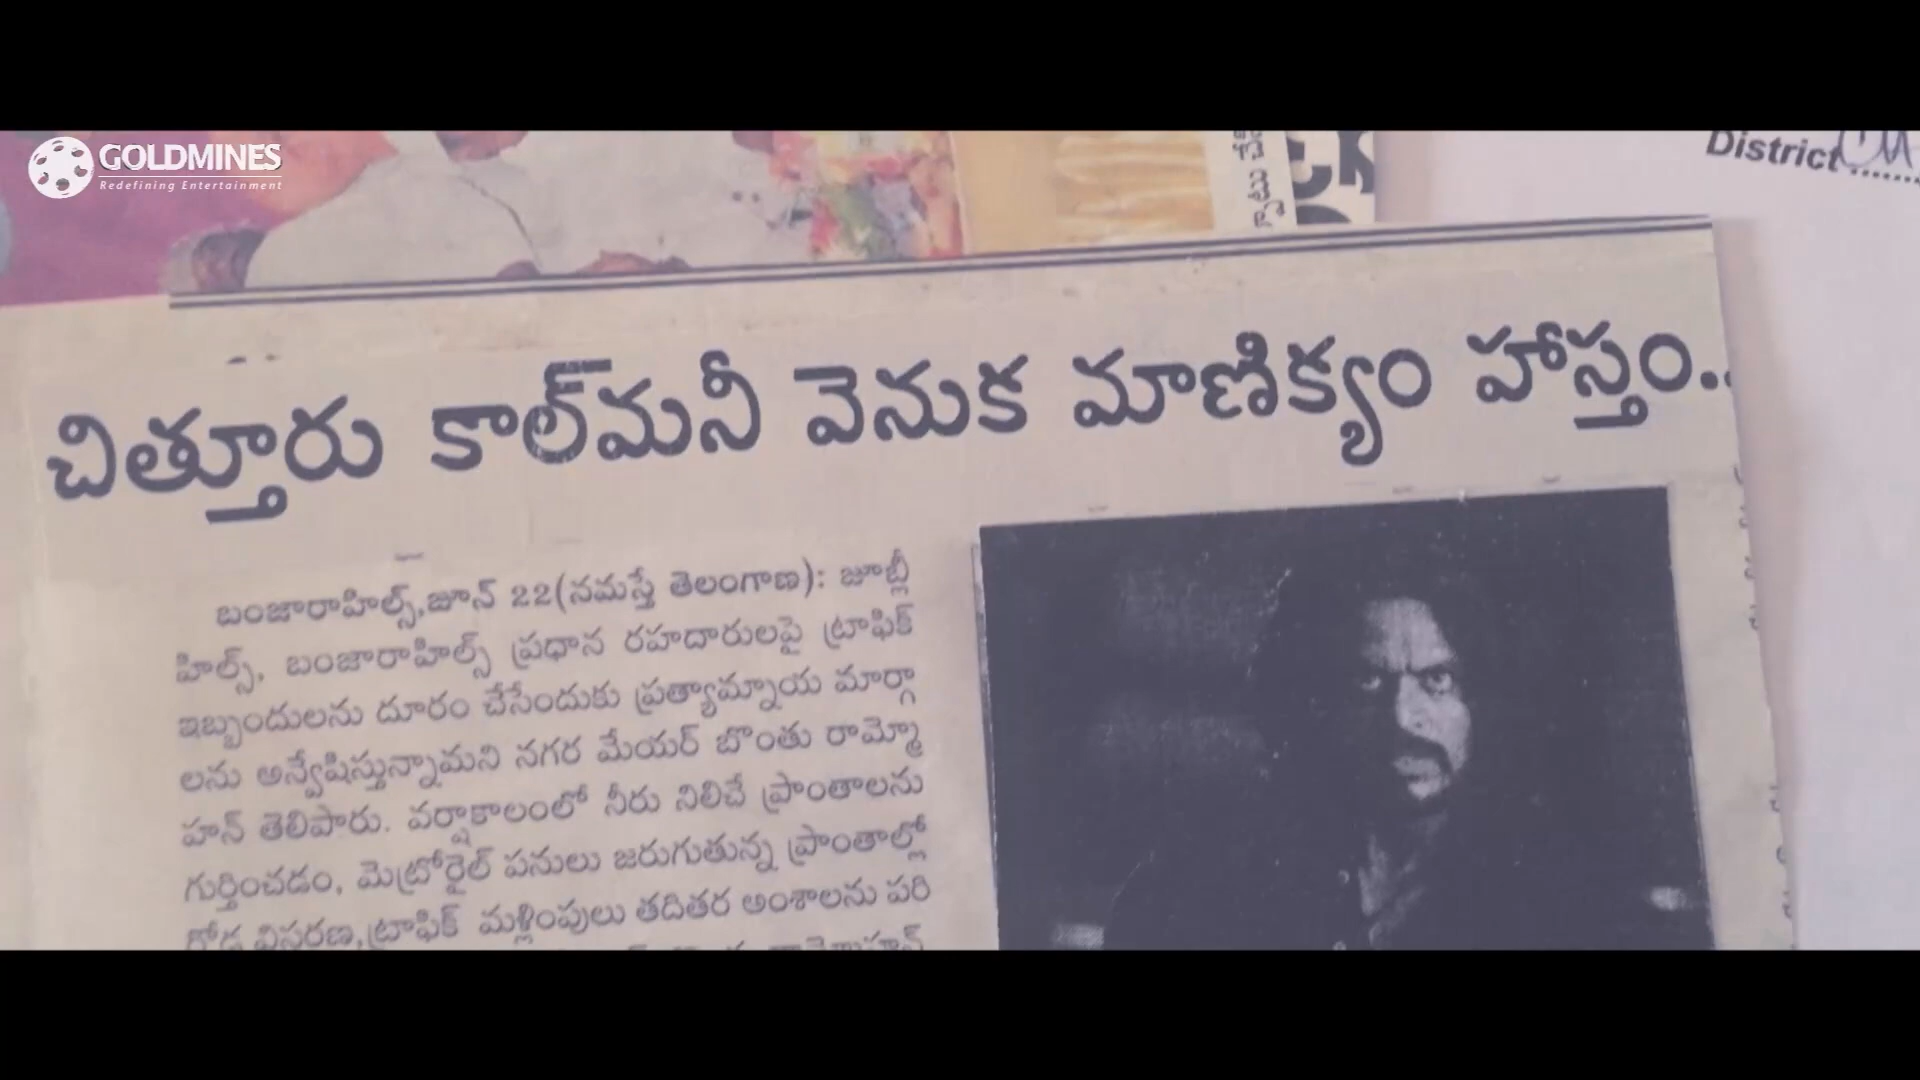 GOLDMINES
Redefining Entertainment
District
చిత్తూరు కాల్‌మనీ వెనుక మాణిక్యం హాస్తం..
బంజారాహిల్స్,జూన్ 22(నమస్తే తెలంగాణ): జూబ్లీ
హిల్స్, బంజారాహిల్స్ ప్రధాన రహదారులపై ట్రాఫిక్
ఇబ్బందులను దూరం చేసేందుకు ప్రత్యామ్నాయ మార్గా
లను అన్వేషిస్తున్నామని నగర మేయర్ బొంతు రామ్మో
హన్ తెలిపారు. వర్షాకాలంలో నీరు నిలిచే ప్రాంతాలను
గుర్తించడం, మెట్రోరైల్ పనులు జరుగుతున్న ప్రాంతాల్లో
రోడ్ల విస్తరణ,ట్రాఫిక్ మళ్లింపులు తదితర అంశాలను పరి